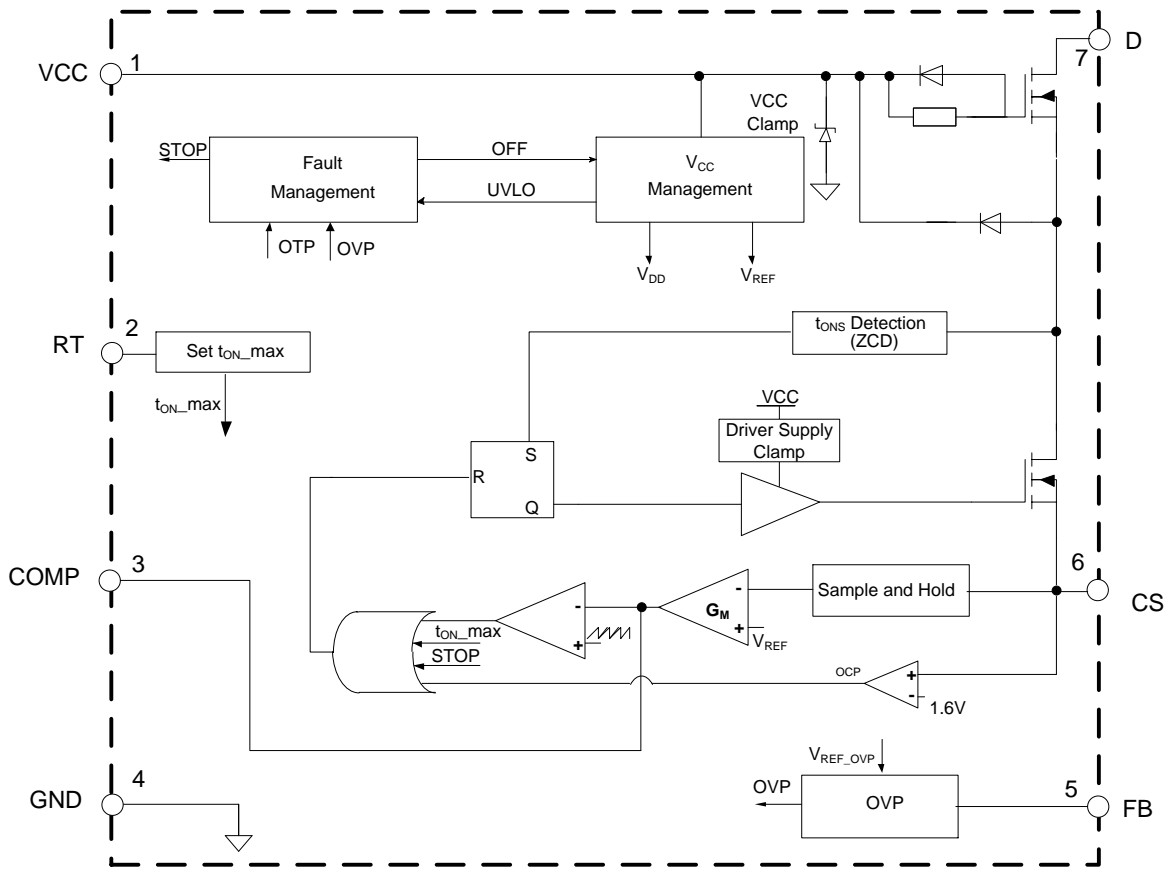 D
7
VCC
1
VCC
Clamp
STOP
Fault
Management
OFF
UVLO
VCC
Management
OTP
OVP
VDD
VREF
RT
2
Set tON_max
tON_max
tONS Detection
(ZCD)
VCC
Driver Supply
Clamp
S
R
Q
COMP
3
6
CS
Sample and Hold
-
GM
+
VREF
-
+
tON_max
STOP
OCP
+
-
1.6V
VREF_OVP
GND
4
OVP
OVP
5
FB